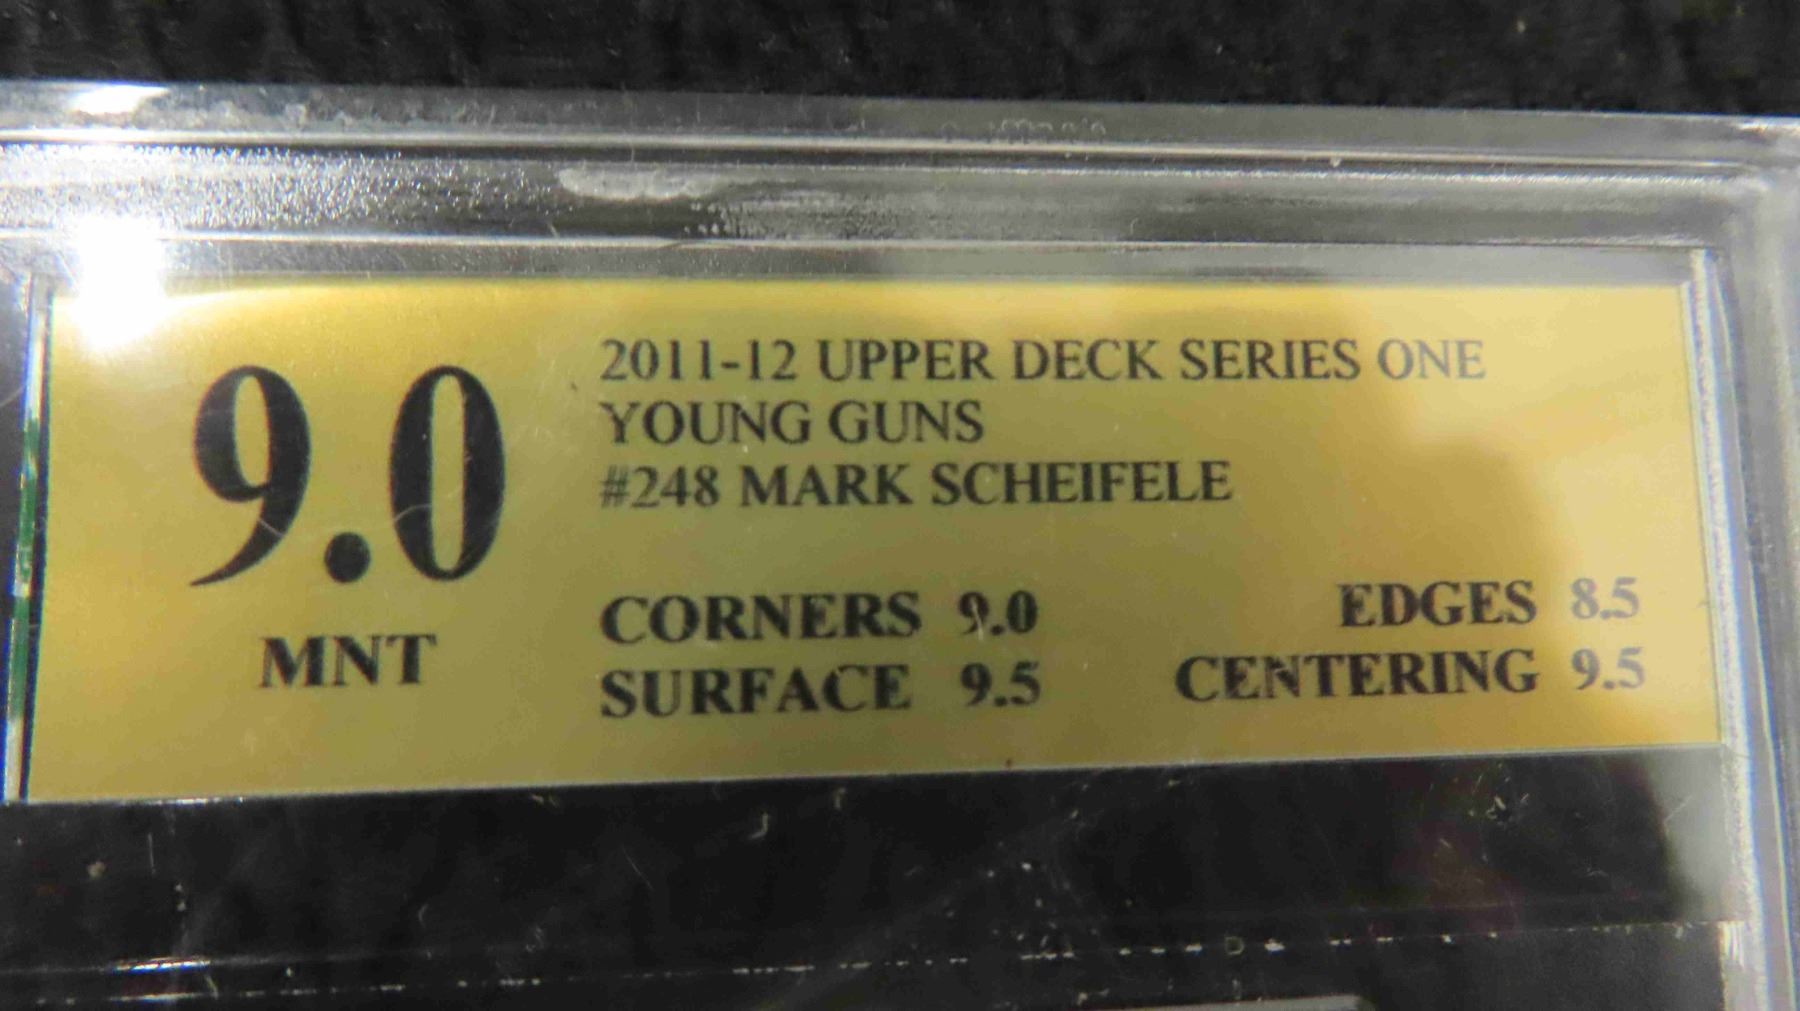 9.0
MNT
2011-12 UPPER DECK SERIES ONE
YOUNG GUNS
#248 MARK SCHEIFELE
CORNERS 9.0 EDGES 8.5
SURFACE 9.5 CENTERING 9.5